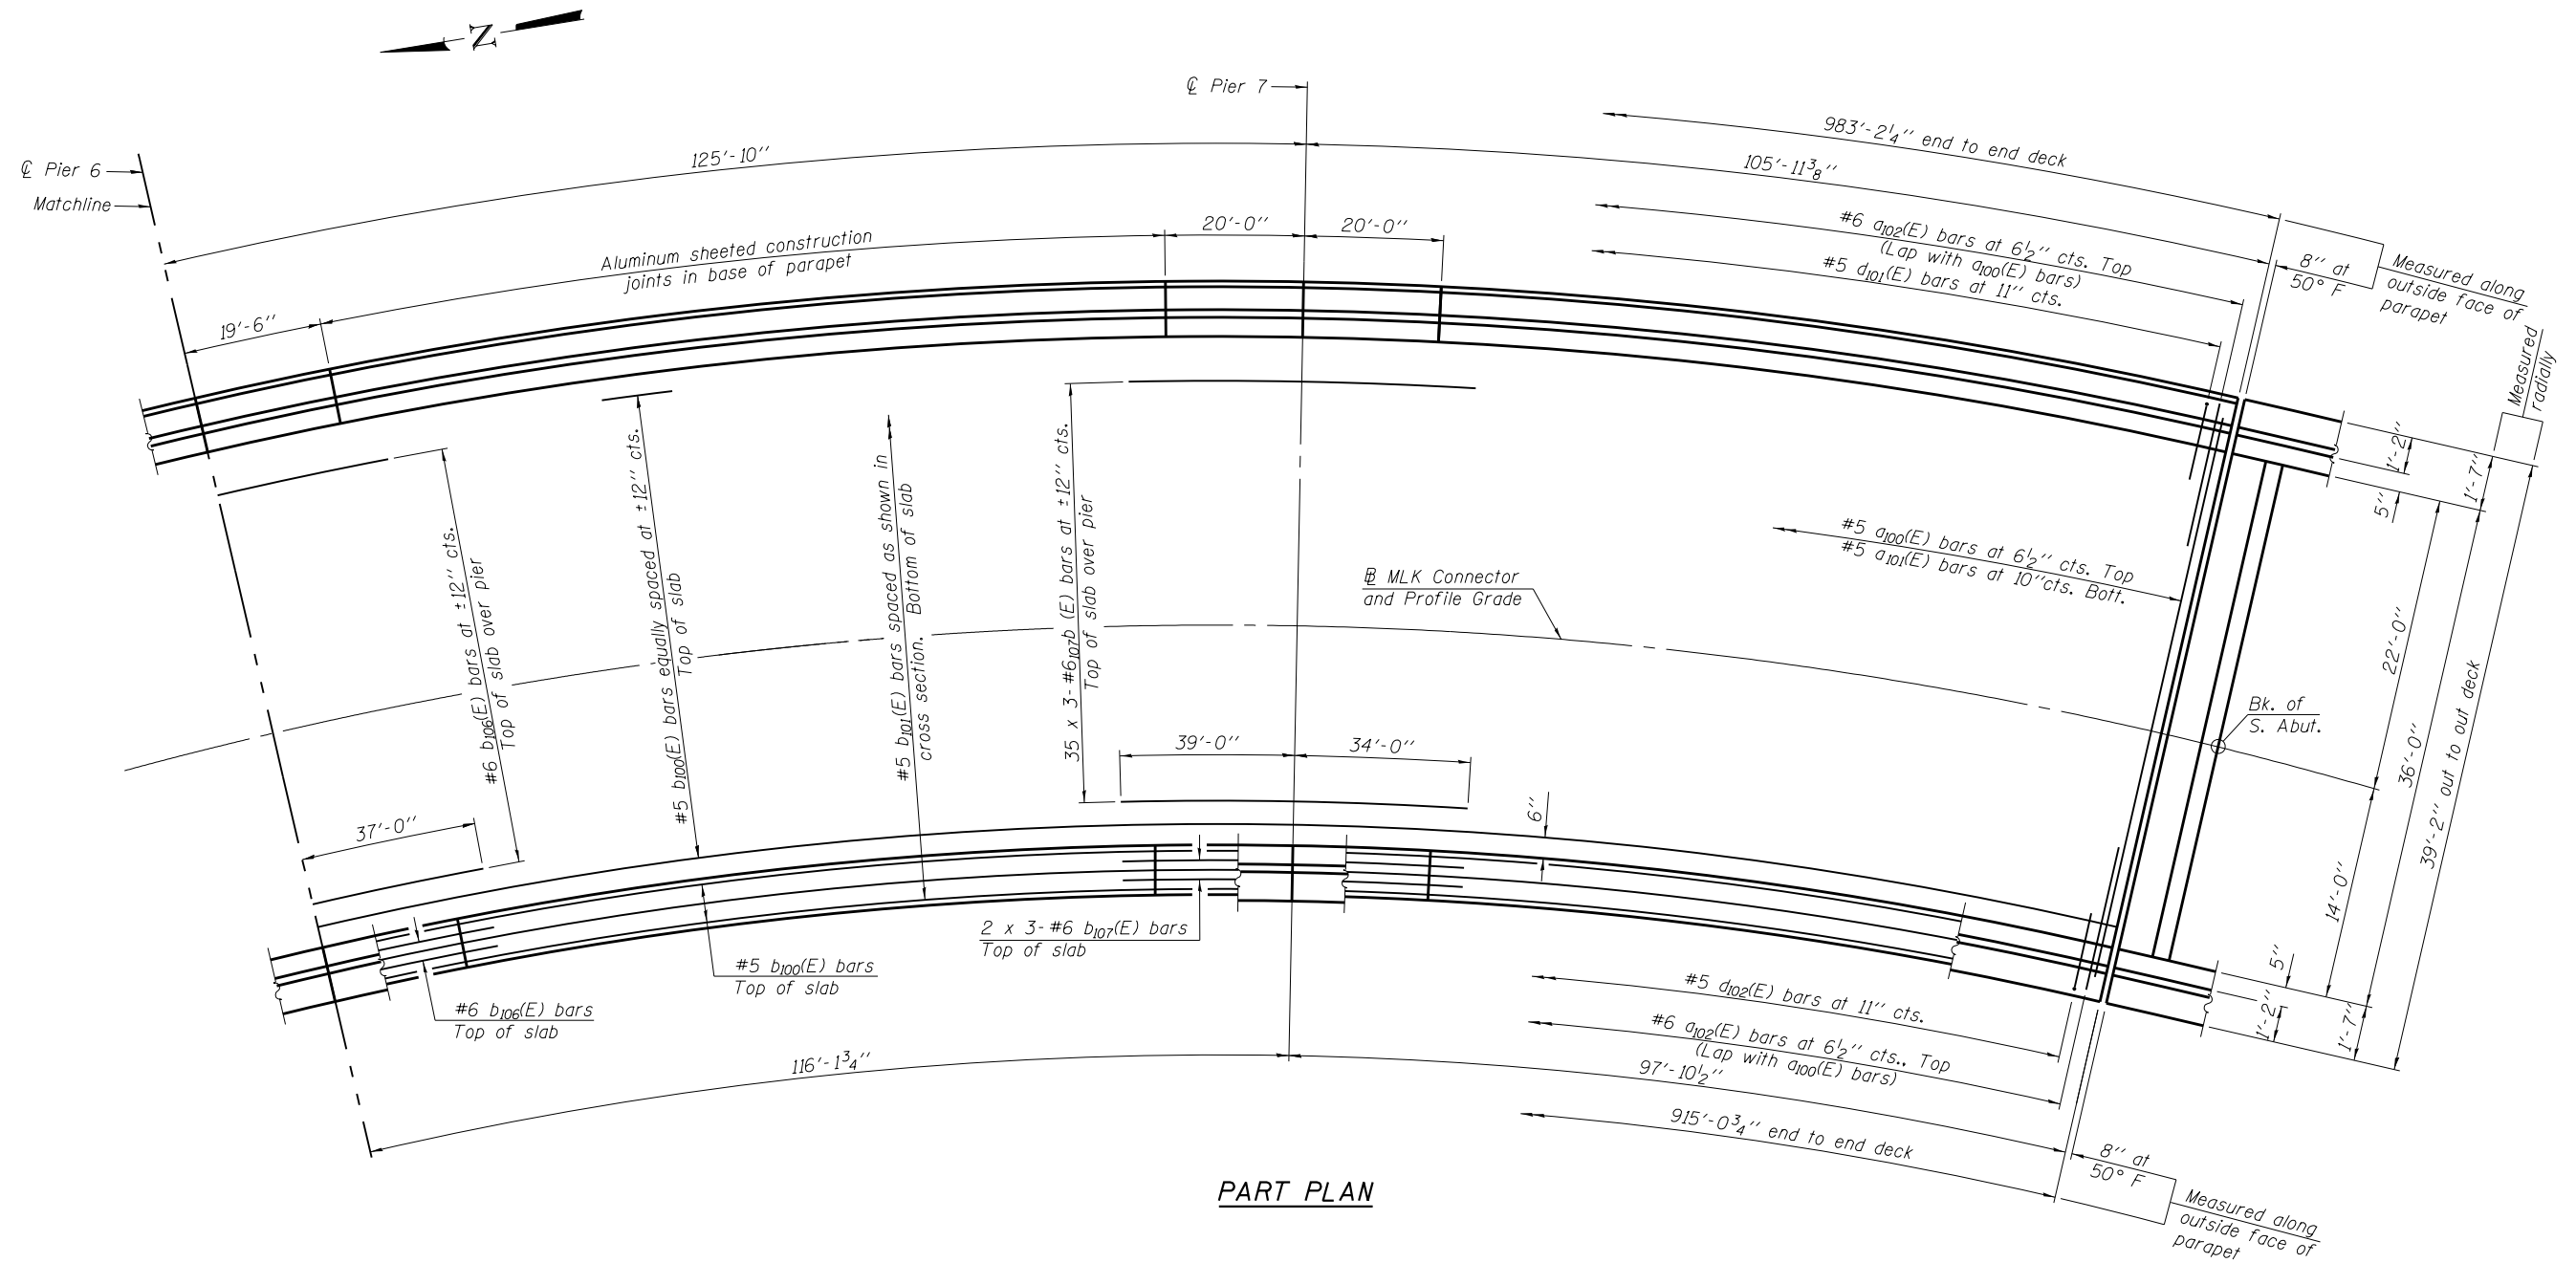 N
℄ Pier 7
983'-2¼" end to end deck
125'-10"
105'-11⅜"
℄ Pier 6
Matchline
20'-0"
20'-0"
#6 a102(E) bars at 6½" cts. Top
(Lap with a100(E) bars)
#5 d101(E) bars at 11" cts.
8" at
50° F
Measured along
outside face of
parapet
Aluminum sheeted construction
joints in base of parapet
19'-6"
Measured
radially
1'-2"
1'-7"
5"
#6 b106(E) bars at ±12" cts.
Top of slab over pier
#5 b100(E) bars equally spaced at ±12" cts.
Top of slab
#5 b101(E) bars spaced as shown in
cross section. Bottom of slab
35 x 3-#6107b (E) bars at ±12" cts.
Top of slab over pier
#5 a100(E) bars at 6½" cts. Top
#5 a101(E) bars at 10"cts. Bott.
℄ MLK Connector
and Profile Grade
22'-0"
36'-0"
39'-2" out to out deck
Bk. of
S. Abut.
39'-0"
34'-0"
6"
37'-0"
14'-0"
5"
1'-2"
1'-7"
2 x 3-#6 b107(E) bars
Top of slab
#5 b100(E) bars
Top of slab
#6 b106(E) bars
Top of slab
#5 d102(E) bars at 11" cts.
#6 a102(E) bars at 6½" cts., Top
(Lap with a100(E) bars)
116'-1¾"
97'-10½"
915'-0¾" end to end deck
8" at
50° F
Measured along
outside face of
parapet
PART PLAN